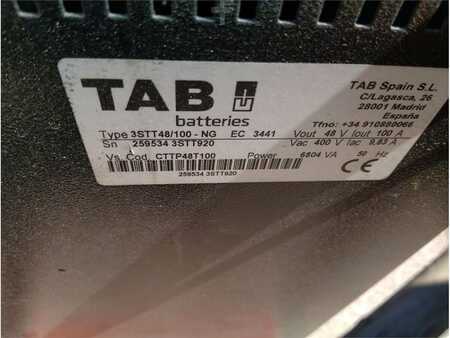 TAB
batteries
TAB Spain S.L.
C/Lagasca, 26
28001 Madrid
España
Tfno: +34 910880066
Type 3STT48/100 - NG EC 3441 Vout 48 V Iout 100 A
Sn 259534 3STT920 Vac 400 V Iac 9,83 A
Vs. Cod. CTTP48T100 Power 6804 VA 50 Hz
259534 3STT920
CE